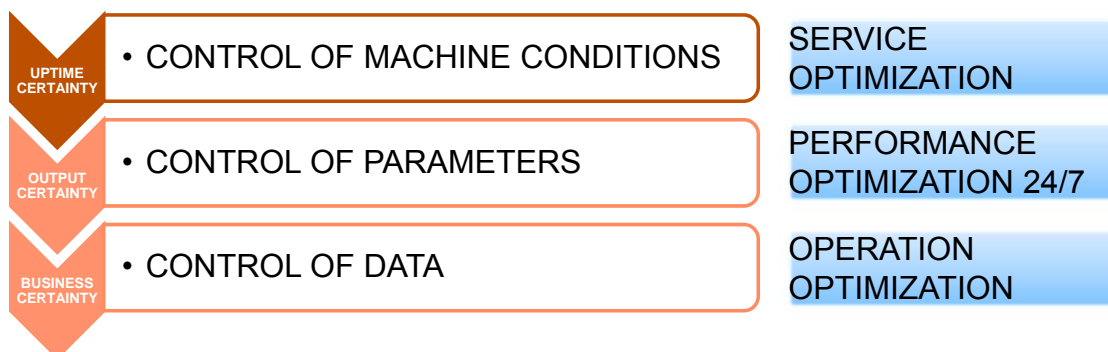 UPTIME
CERTAINTY
• CONTROL OF MACHINE CONDITIONS
SERVICE
OPTIMIZATION
OUTPUT
CERTAINTY
• CONTROL OF PARAMETERS
PERFORMANCE
OPTIMIZATION 24/7
BUSINESS
CERTAINTY
• CONTROL OF DATA
OPERATION
OPTIMIZATION